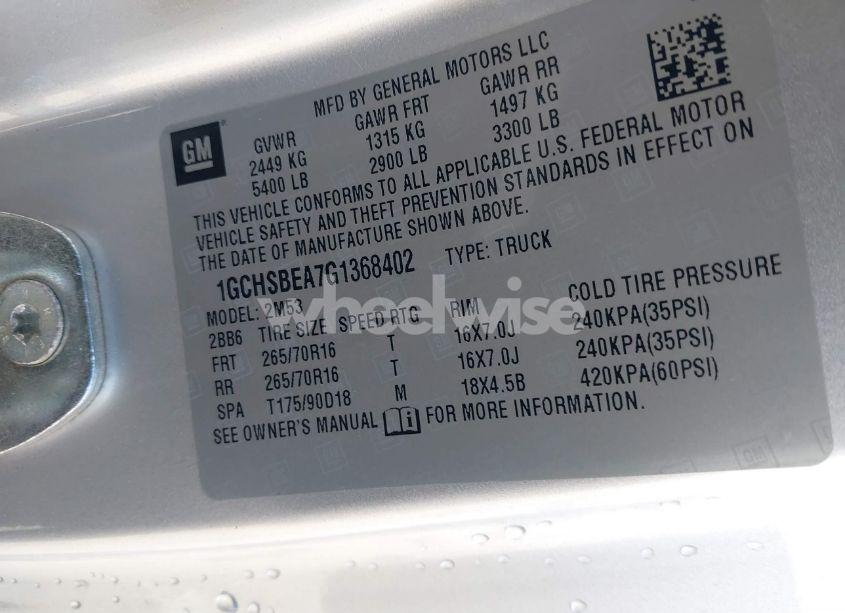 MFD BY GENERAL MOTORS LLC
GM
GVWR GAWR FRT GAWR RR
2449 KG 1315 KG 1497 KG
5400 LB 2900 LB 3300 LB
THIS VEHICLE CONFORMS TO ALL APPLICABLE U.S. FEDERAL MOTOR
VEHICLE SAFETY AND THEFT PREVENTION STANDARDS IN EFFECT ON
THE DATE OF MANUFACTURE SHOWN ABOVE.
1GCHSBEA7G1368402 TYPE: TRUCK
MODEL: 2M53
2BB6 TIRE SIZE SPEED RTG RIM COLD TIRE PRESSURE
FRT 265/70R16 T 16X7.0J 240KPA(35PSI)
RR 265/70R16 T 16X7.0J 240KPA(35PSI)
SPA T175/90D18 M 18X4.5B 420KPA(60PSI)
SEE OWNER'S MANUAL i FOR MORE INFORMATION.
wheelwise